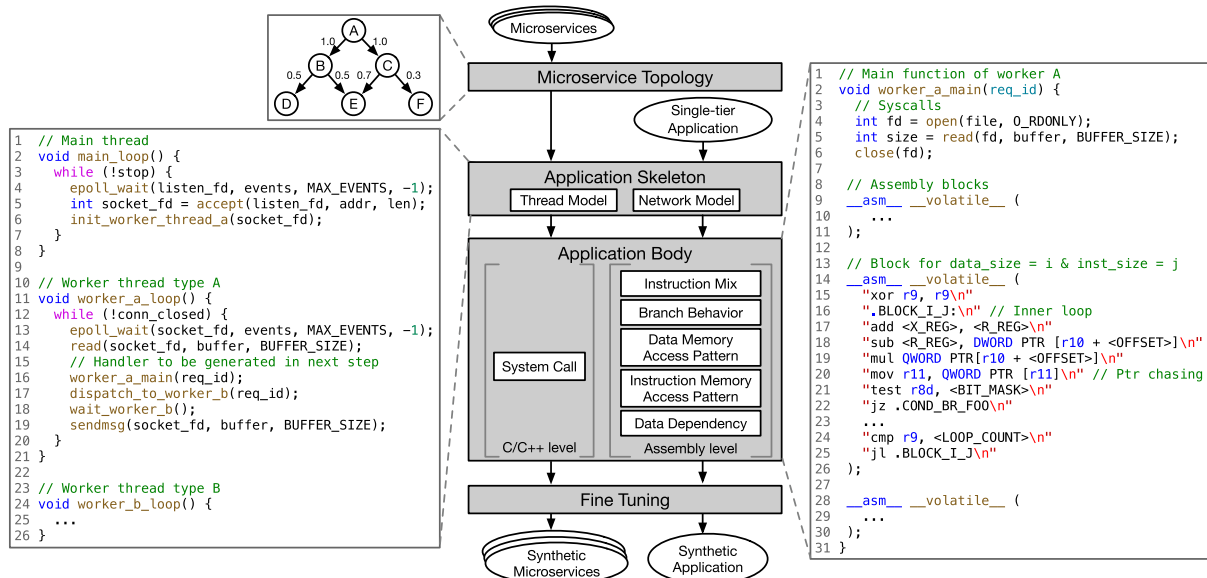 A
1.0
1.0
B
C
0.5
0.5
0.7
0.3
D
E
F
Microservices
Microservice Topology
Single-tier
Application
Application Skeleton
Thread Model
Network Model
Application Body
System Call
C/C++ level
Instruction Mix
Branch Behavior
Data Memory
Access Pattern
Instruction Memory
Access Pattern
Data Dependency
Assembly level
Fine Tuning
Synthetic
Microservices
Synthetic
Application
1 // Main thread
2 void main_loop() {
3 while (!stop) {
4 epoll_wait(listen_fd, events, MAX_EVENTS, -1);
5 int socket_fd = accept(listen_fd, addr, len);
6 init_worker_thread_a(socket_fd);
7 }
8 }
9
10 // Worker thread type A
11 void worker_a_loop() {
12 while (!conn_closed) {
13 epoll_wait(socket_fd, events, MAX_EVENTS, -1);
14 read(socket_fd, buffer, BUFFER_SIZE);
15 // Handler to be generated in next step
16 worker_a_main(req_id);
17 dispatch_to_worker_b(req_id);
18 wait_worker_b();
19 sendmsg(socket_fd, buffer, BUFFER_SIZE);
20 }
21 }
22
23 // Worker thread type B
24 void worker_b_loop() {
25 ...
26 }
1 // Main function of worker A
2 void worker_a_main(req_id) {
3 // Syscalls
4 int fd = open(file, O_RDONLY);
5 int size = read(fd, buffer, BUFFER_SIZE);
6 close(fd);
7
8 // Assembly blocks
9 __asm__ __volatile__ (
10 ...
11 );
12
13 // Block for data_size = i & inst_size = j
14 __asm__ __volatile__ (
15 "xor r9, r9\n"
16 ".BLOCK_I_J:\n" // Inner loop
17 "add <X_REG>, <R_REG>\n"
18 "sub <R_REG>, DWORD PTR [r10 + <OFFSET>]\n"
19 "mul QWORD PTR[r10 + <OFFSET>]\n"
20 "mov r11, QWORD PTR [r11]\n" // Ptr chasing
21 "test r8d, <BIT_MASK>\n"
22 "jz .COND_BR_FOO\n"
23 ...
24 "cmp r9, <LOOP_COUNT>\n"
25 "jl .BLOCK_I_J\n"
26 );
27
28 __asm__ __volatile__ (
29 ...
30 );
31 }